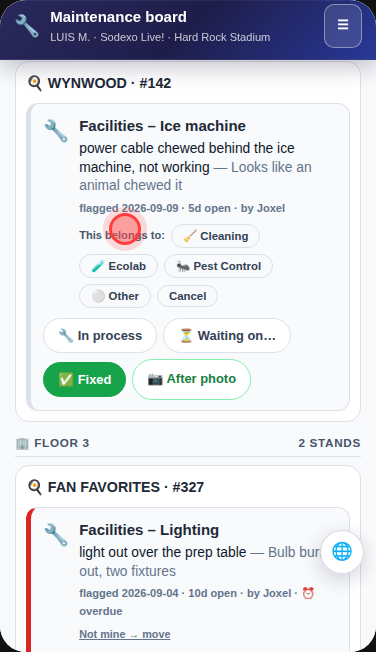 Maintenance board
LUIS M. · Sodexo Live! · Hard Rock Stadium
WYNWOOD · #142
Facilities – Ice machine
power cable chewed behind the ice
machine, not working — Looks like an
animal chewed it
flagged 2026-09-09 · 5d open · by Joxel
This belongs to: Cleaning
Ecolab Pest Control
Other Cancel
In process Waiting on…
Fixed After photo
FLOOR 3 2 STANDS
FAN FAVORITES · #327
Facilities – Lighting
light out over the prep table — Bulb
out, two fixtures
flagged 2026-09-04 · 10d open · by Joxel ·
overdue
Not mine → move